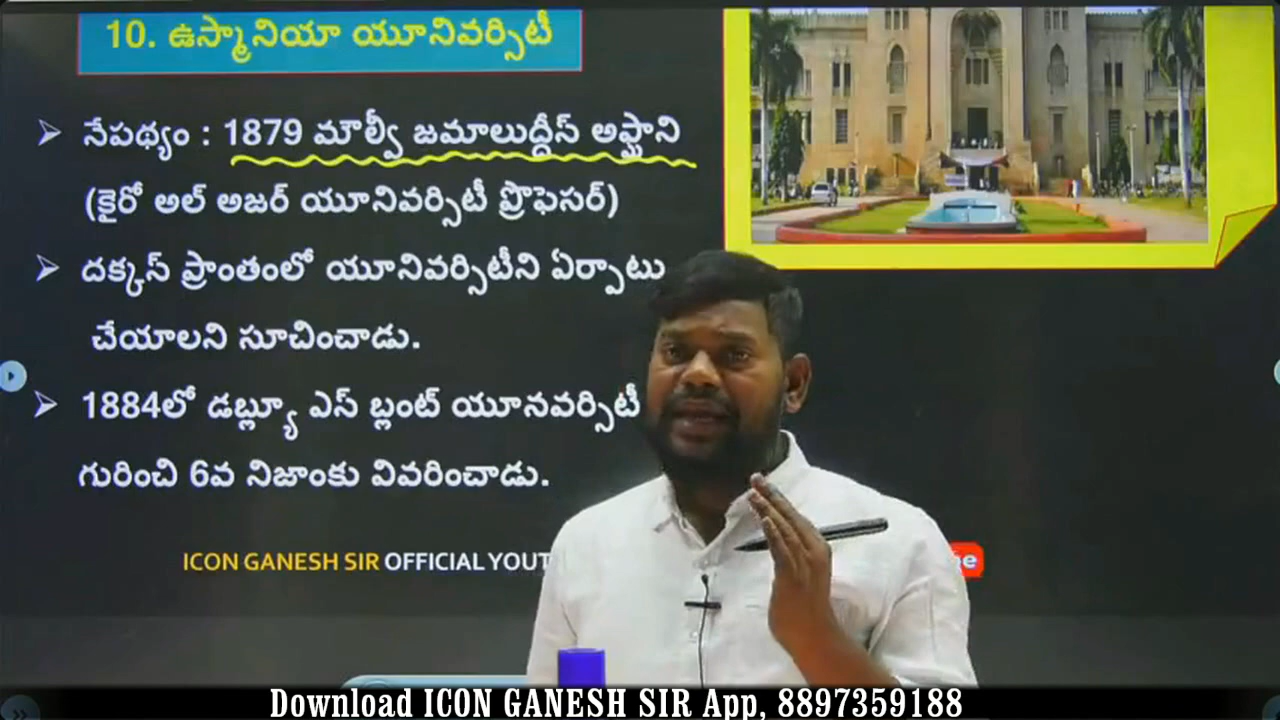 10. ఉస్మానియా యూనివర్సిటీ
➢ నేపథ్యం : 1879 మౌల్వీ జమాలుద్దీన్ అఫ్ఘాని
(కైరో అల్ అజర్ యూనివర్సిటీ ప్రొఫెసర్)
➢ దక్కన్ ప్రాంతంలో యూనివర్సిటీని ఏర్పాటు
చేయాలని సూచించాడు.
➢ 1884లో డబ్ల్యూ ఎస్ బ్లంట్ యూనవర్సిటీ
గురించి 6వ నిజాంకు వివరించాడు.
ICON GANESH SIR OFFICIAL YOUT
Download ICON GANESH SIR App, 8897359188